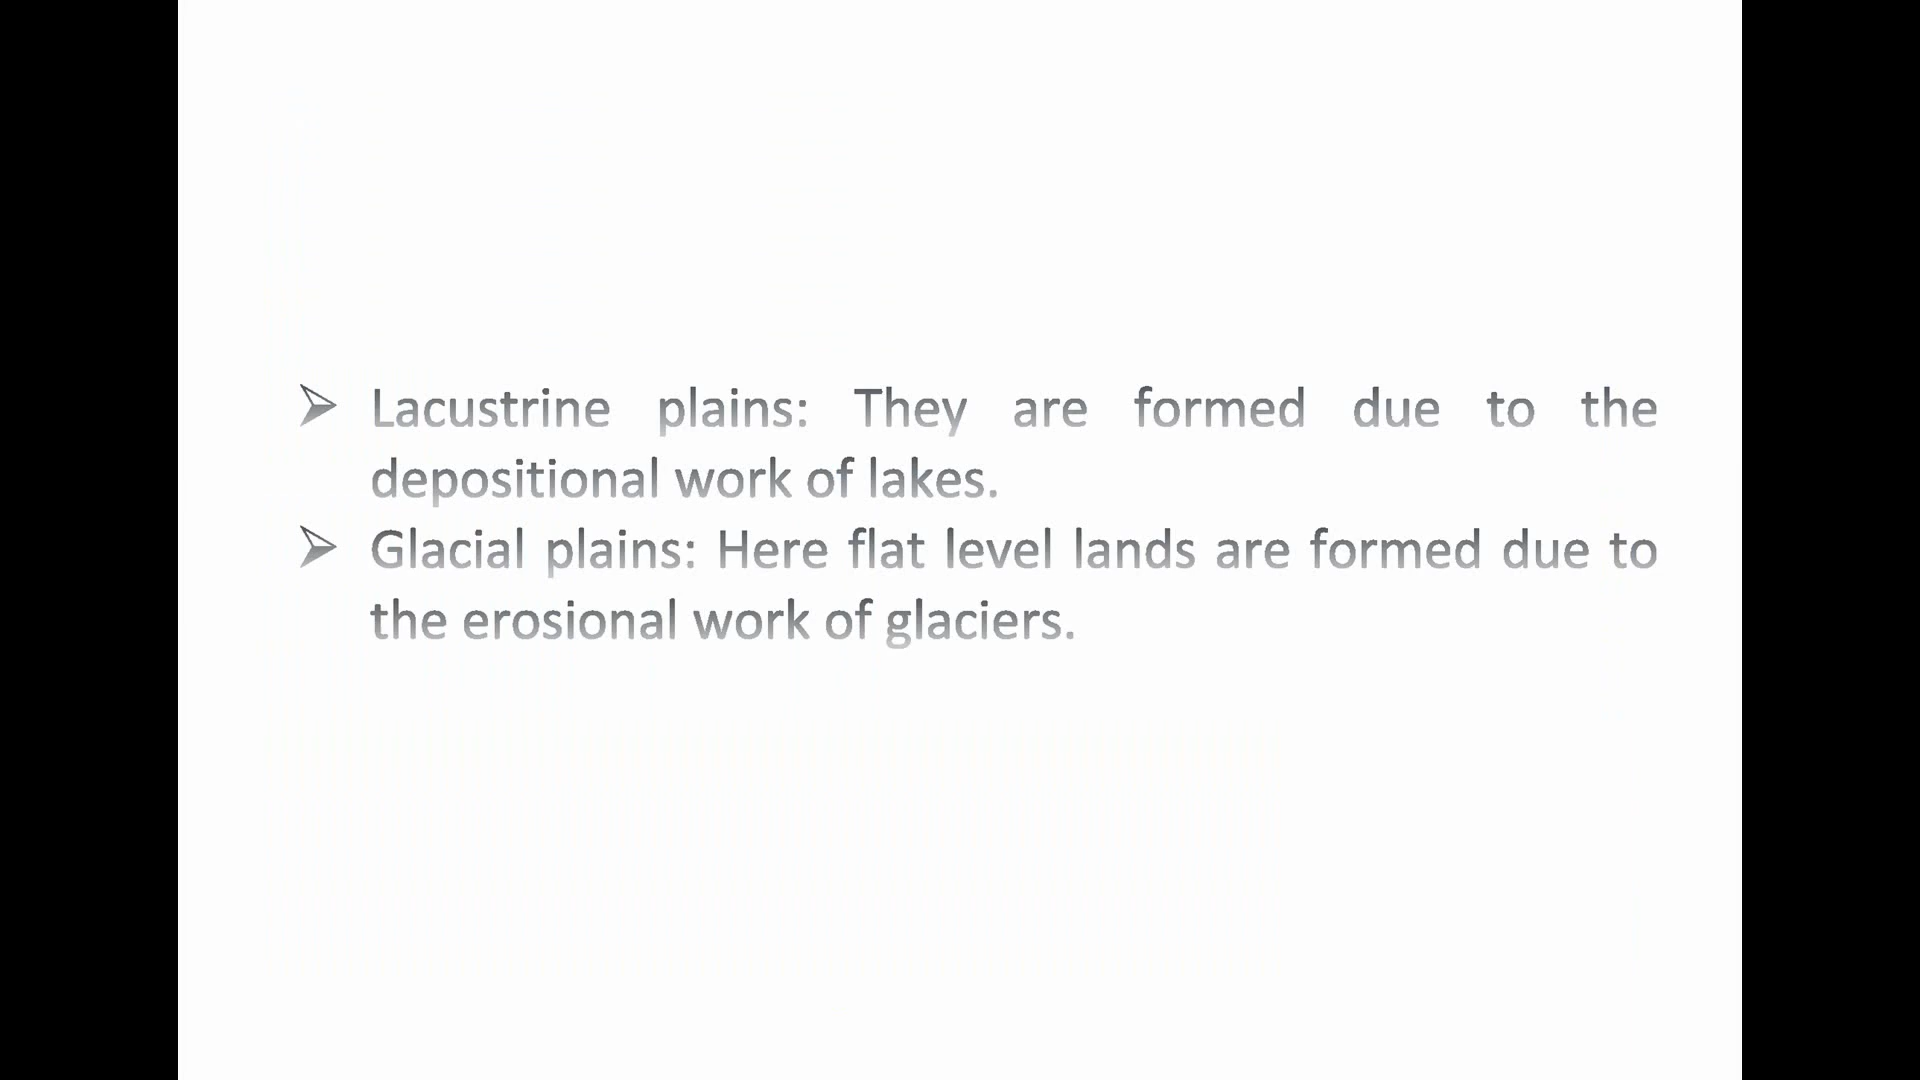 ➢ Lacustrine plains: They are formed due to the
depositional work of lakes.
➢ Glacial plains: Here flat level lands are formed due to
the erosional work of glaciers.